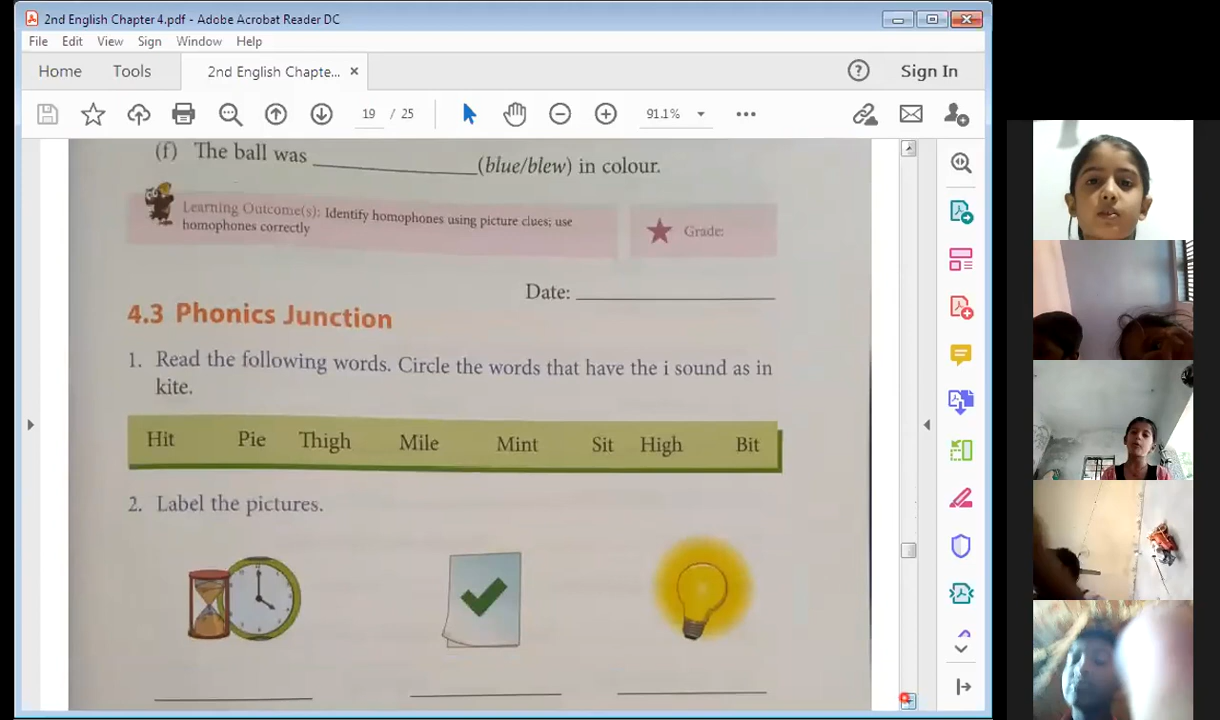 2nd English Chapter 4.pdf - Adobe Acrobat Reader DC
File Edit View Sign Window Help
Home Tools 2nd English Chapte... Sign In
19 / 25 91.1%
(f) The ball was ____________ (blue/blew) in colour.
Learning Outcome(s): Identify homophones using picture clues; use
homophones correctly
Grade:
Date: ____________
4.3 Phonics Junction
1. Read the following words. Circle the words that have the i sound as in
kite.
Hit Pie Thigh Mile Mint Sit High Bit
2. Label the pictures.